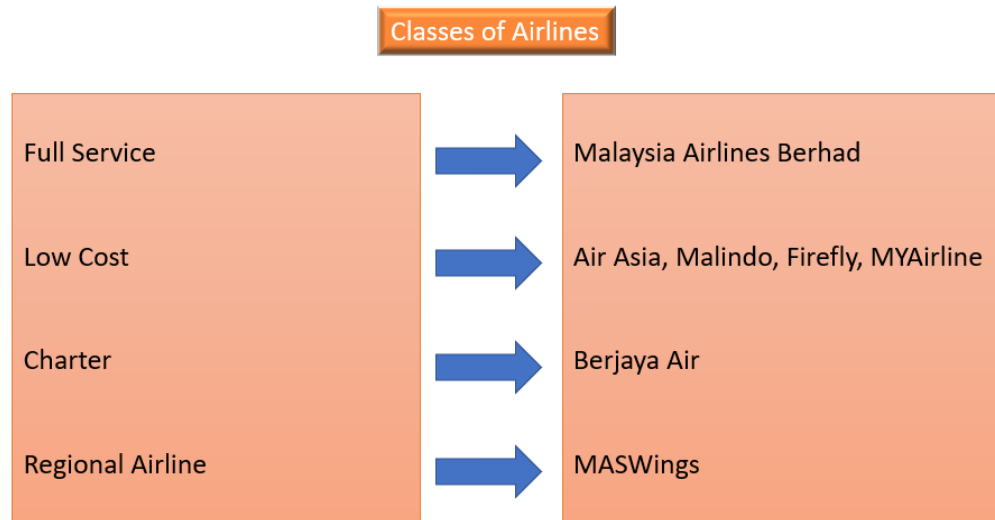 Classes of Airlines
Full Service
Malaysia Airlines Berhad
Low Cost
Air Asia, Malindo, Firefly, MYAirline
Charter
Berjaya Air
Regional Airline
MASWings